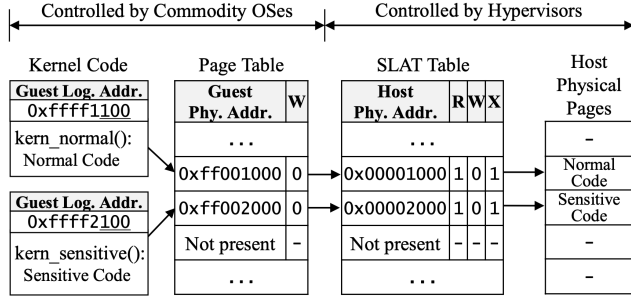 Controlled by Commodity OSes
Controlled by Hypervisors
Kernel Code
Guest Log. Addr.
0xffff1100
kern_normal():
Normal Code
Guest Log. Addr.
0xffff2100
kern_sensitive():
Sensitive Code
Page Table
Guest
Phy. Addr.
W
...
0xff001000 0
0xff002000 0
Not present -
...
SLAT Table
Host
Phy. Addr.
R W X
...
0x00001000 1 0 1
0x00002000 1 0 1
Not present - - -
...
Host
Physical
Pages
-
Normal
Code
Sensitive
Code
-
-